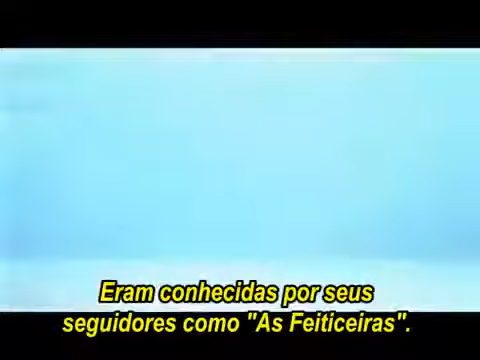 Eram conhecidas por seus
seguidores como "As Feiticeiras".